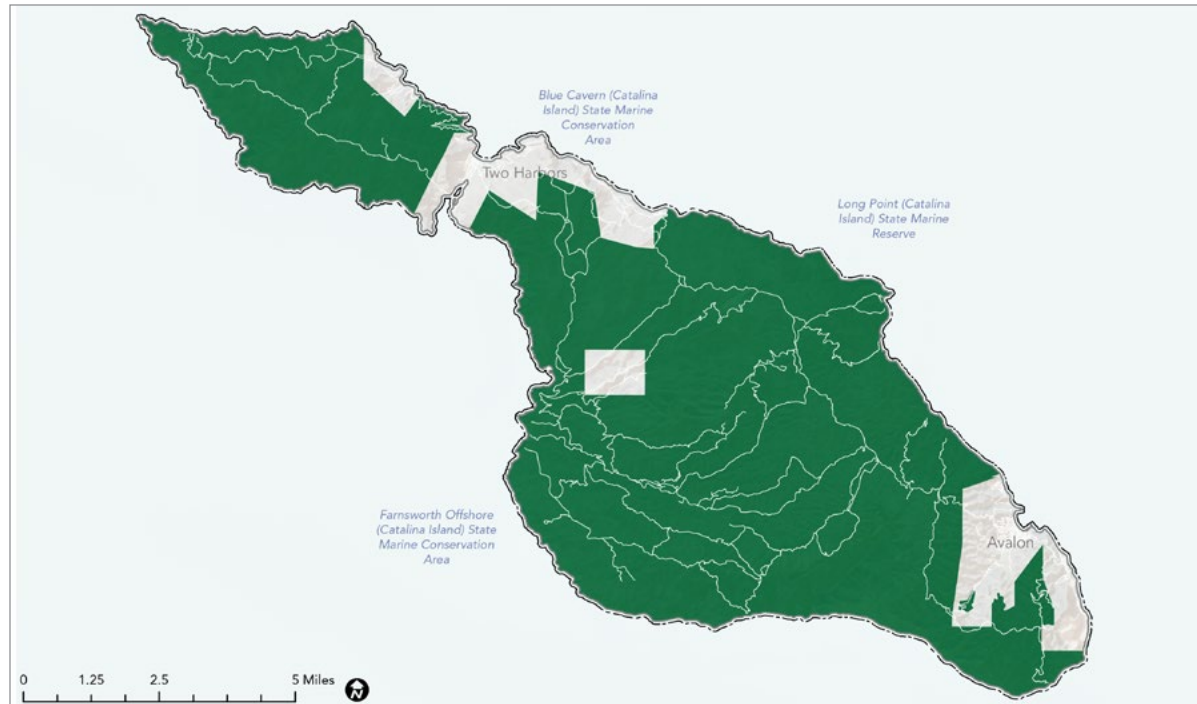 Blue Cavern (Catalina
Island) State Marine
Conservation
Area
Two Harbors
Long Point (Catalina
Island) State Marine
Reserve
Farnsworth Offshore
(Catalina Island) State
Marine Conservation
Area
Avalon
0 1.25 2.5 5 Miles
N